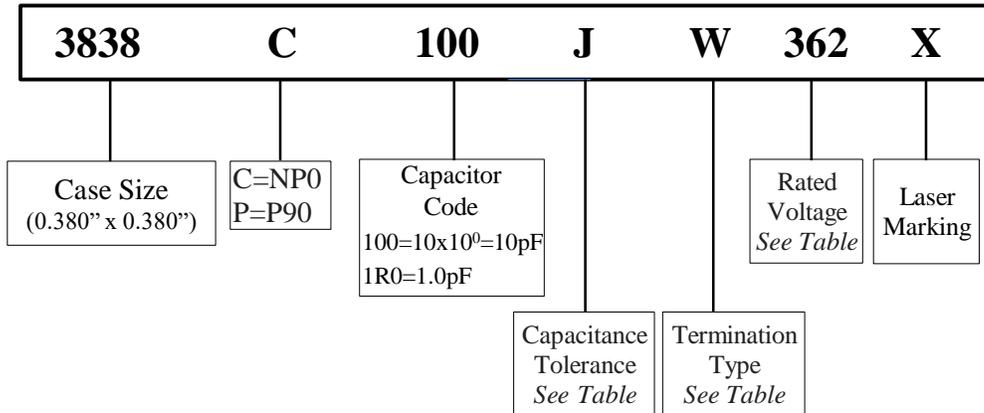 3838 C 100 J W 362 X
Case Size
(0.380” x 0.380”)
C=NP0
P=P90
Capacitor
Code
100=10x10⁰=10pF
1R0=1.0pF
Rated
Voltage
See Table
Laser
Marking
Capacitance
Tolerance
See Table
Termination
Type
See Table